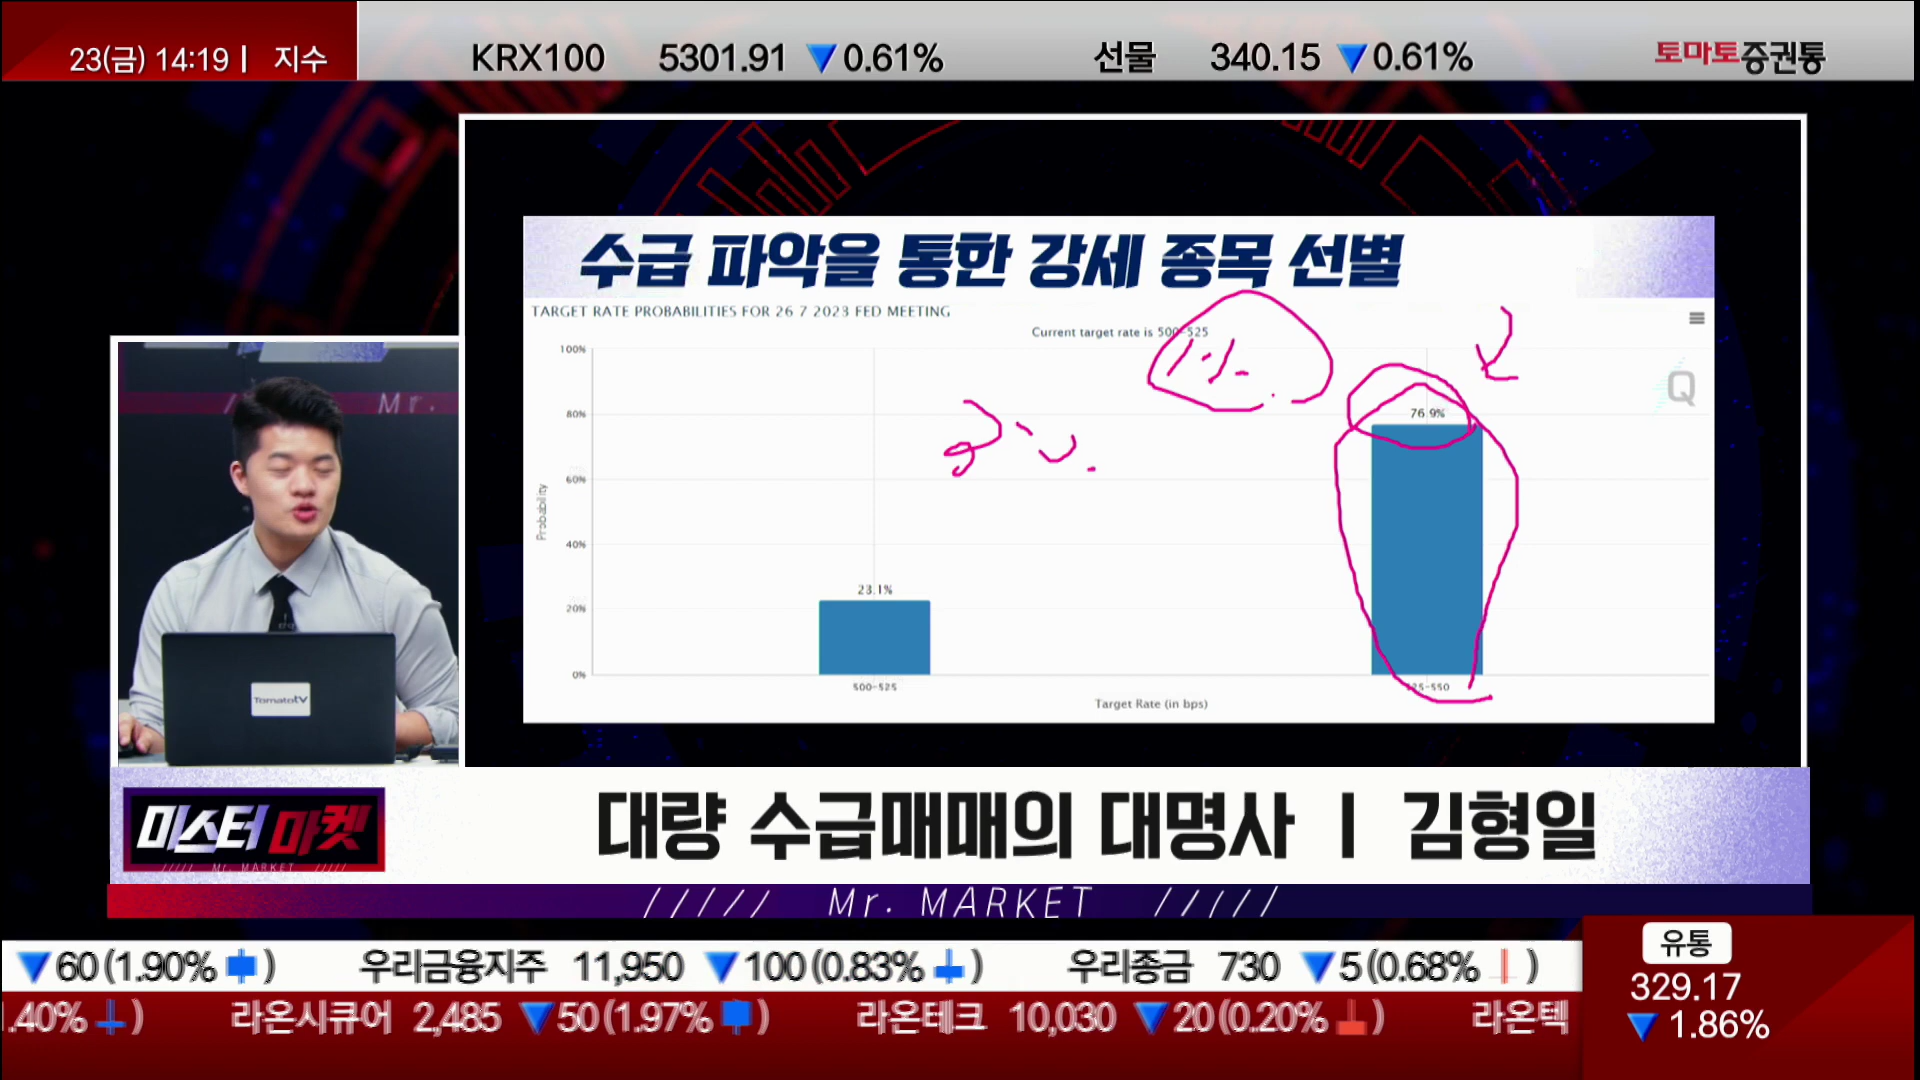 23(금) 14:19 | 지수
KRX100 5301.91 ▼0.61%
선물 340.15 ▼0.61%
토마토증권통
수급 파악을 통한 강세 종목 선별
TARGET RATE PROBABILITIES FOR 26 7 2023 FED MEETING
Current target rate is 500-525
100%
80%
60%
40%
20%
0%
Probability
23.1%
76.9%
500-525
Target Rate (in bps)
Q
Mr.
TomatoTV
미스터 마켓
Mr. MARKET
대량 수급매매의 대명사 | 김형일
///// Mr. MARKET /////
▼60(1.90%) 우리금융지주 11,950 ▼100(0.83%) 우리종금 730 ▼5(0.68%)
.40%) 라온시큐어 2,485 ▼50(1.97%) 라온테크 10,030 ▼20(0.20%) 라온텍
유통
329.17
▼ 1.86%